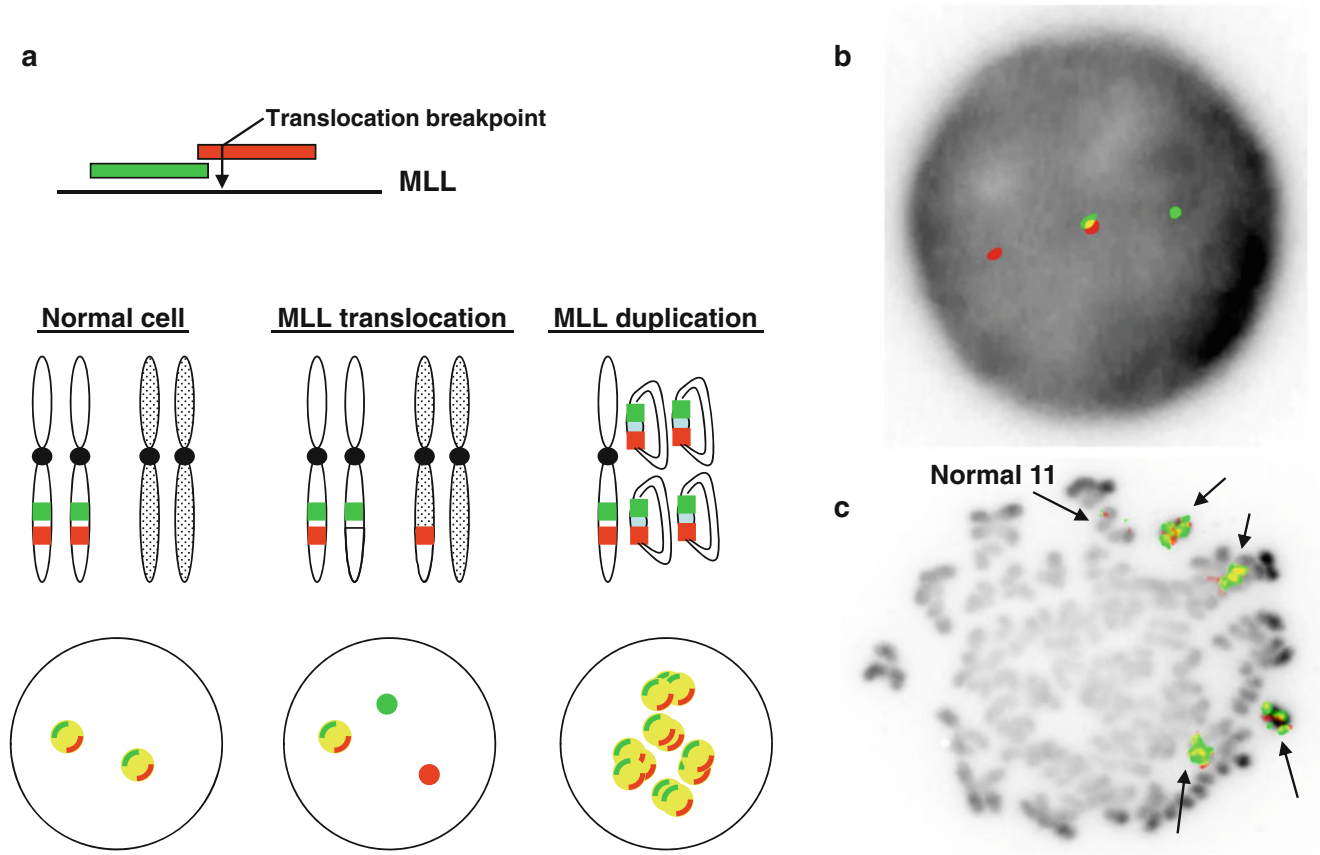 a
Translocation breakpoint
MLL
Normal cell
MLL translocation
MLL duplication
b
c
Normal 11